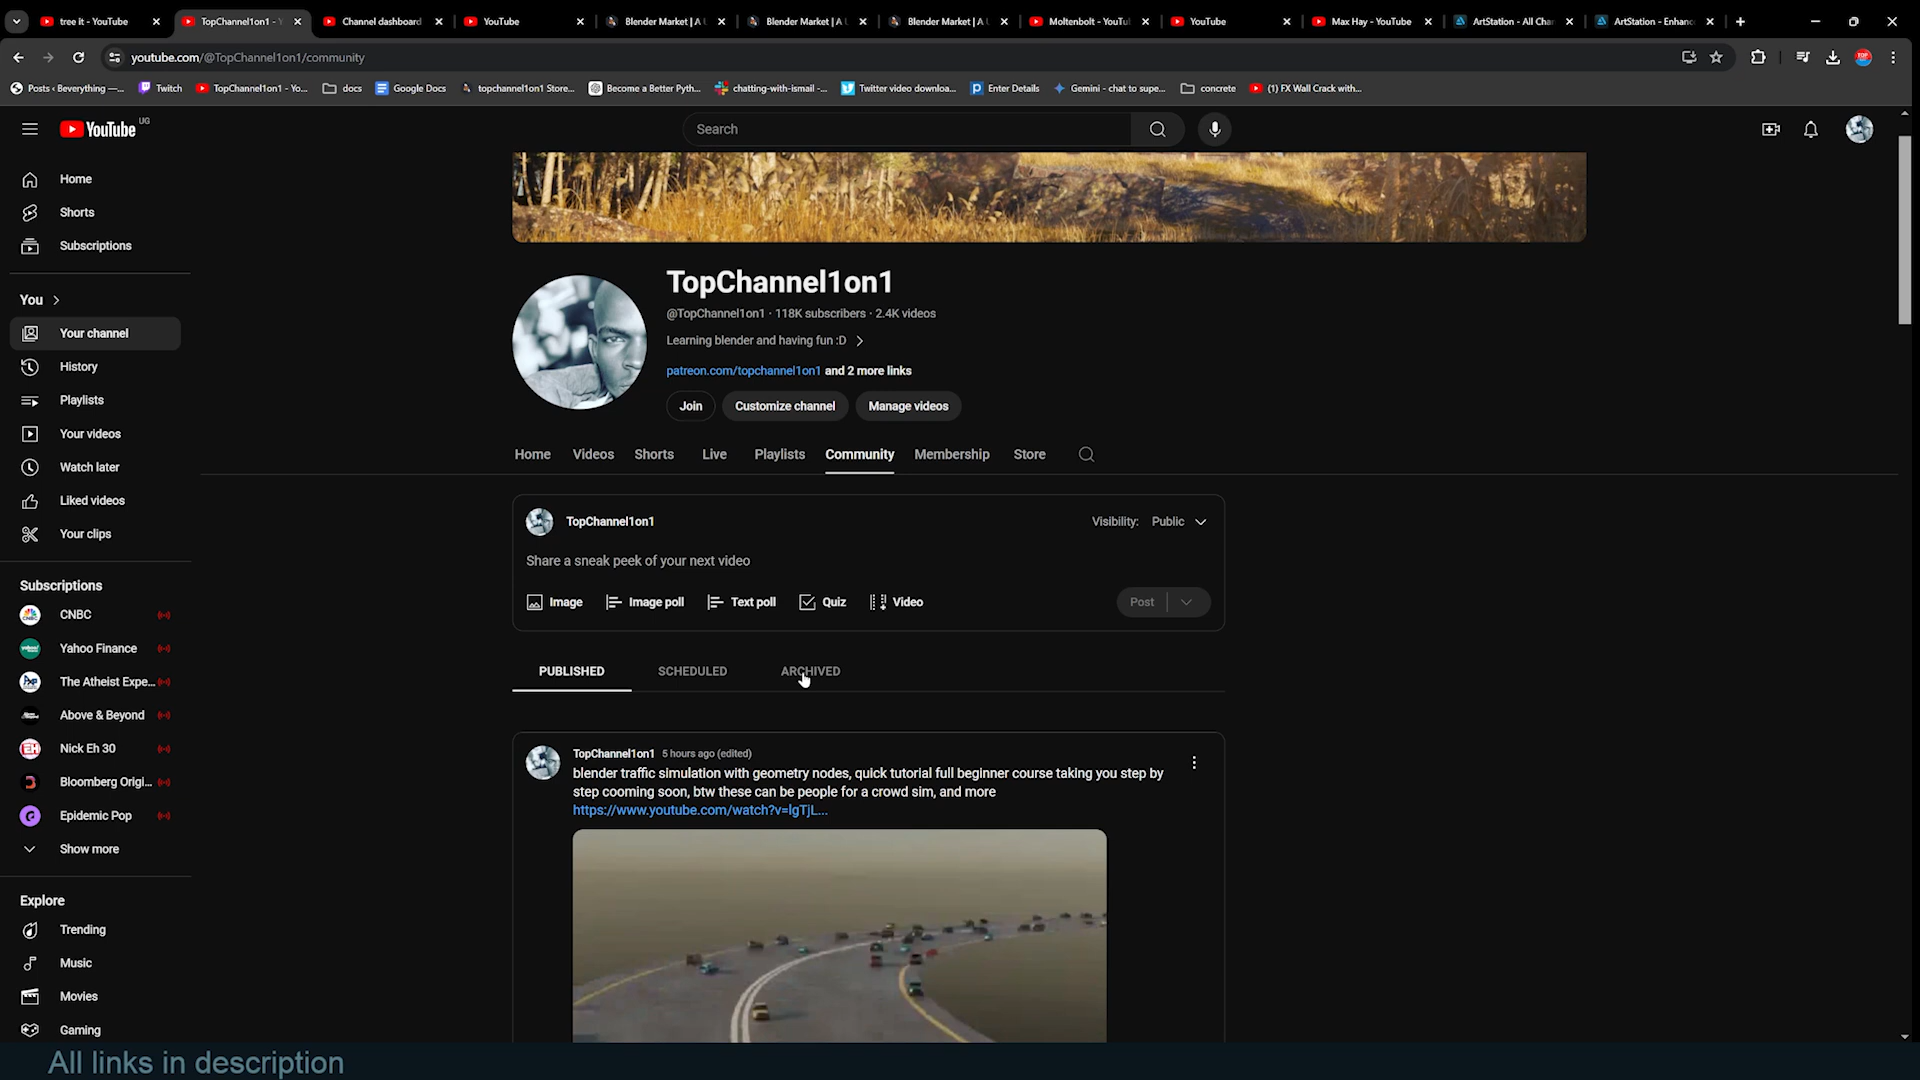 tree it - YouTube
TopChannel1on1 - Y
Channel dashboard
YouTube
Blender Market | A U
Blender Market | A U
Blender Market | A U
Moltenbolt - YouTu
YouTube
Max Hay - YouTube
ArtStation - All Cha
ArtStation - Enhanc
youtube.com/@TopChannel1on1/community
Posts ‹ Beverything —...
Twitch
TopChannel1on1 - Yo...
docs
Google Docs
topchannel1on1 Store...
Become a Better Pyth...
chatting-with-ismail -...
Twitter video downloa...
Enter Details
Gemini - chat to supe...
concrete
(1) FX Wall Crack with...
YouTube UG
Search
Home
Shorts
Subscriptions
You
Your channel
History
Playlists
Your videos
Watch later
Liked videos
Your clips
Subscriptions
CNBC
Yahoo Finance
The Atheist Expe...
Above & Beyond
Nick Eh 30
Bloomberg Origi...
Epidemic Pop
Show more
Explore
Trending
Music
Movies
Gaming
TopChannel1on1
@TopChannel1on1 · 118K subscribers · 2.4K videos
Learning blender and having fun :D
patreon.com/topchannel1on1 and 2 more links
Join
Customize channel
Manage videos
Home
Videos
Shorts
Live
Playlists
Community
Membership
Store
TopChannel1on1
Visibility: Public
Share a sneak peek of your next video
Image
Image poll
Text poll
Quiz
Video
Post
PUBLISHED
SCHEDULED
ARCHIVED
TopChannel1on1 5 hours ago (edited)
blender traffic simulation with geometry nodes, quick tutorial full beginner course taking you step by
step cooming soon, btw these can be people for a crowd sim, and more
https://www.youtube.com/watch?v=lgTjL...
All links in description